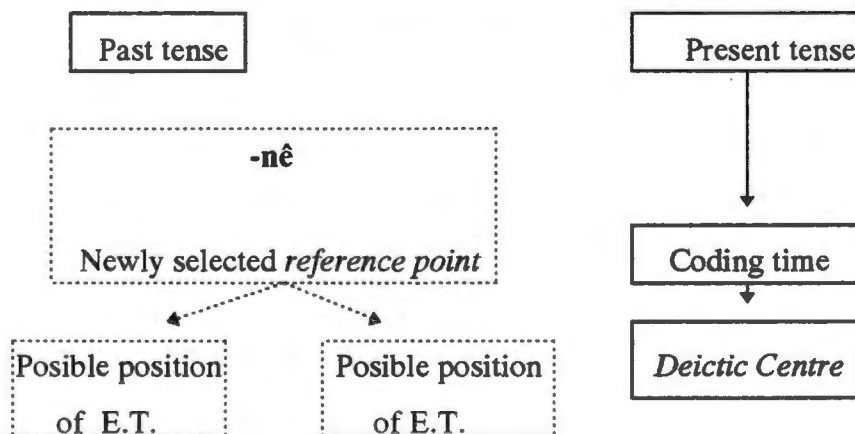 Past tense
Present tense
-nê
Newly selected reference point
Coding time
Posible position
of E.T.
Posible position
of E.T.
Deictic Centre